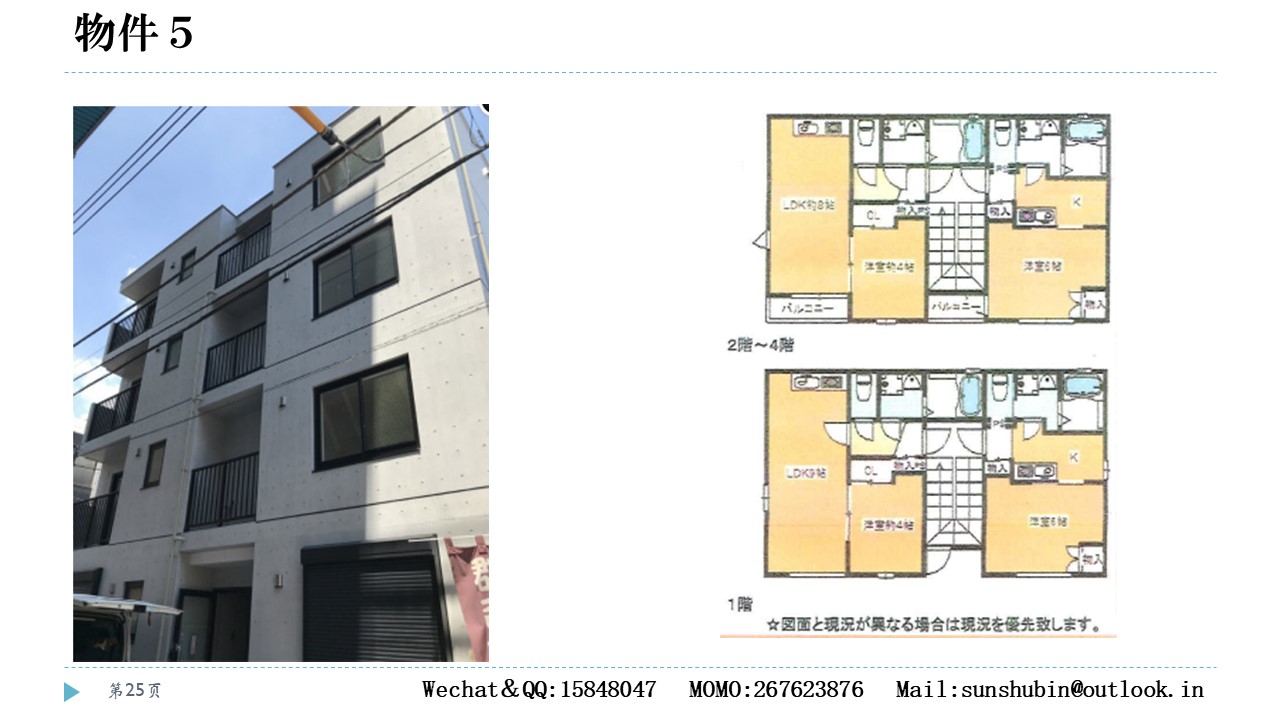 物件５
LDK約8帖
CL
物入
PS
物入
K
洋室約4帖
洋室6帖
物入
バルコニー
バルコニー
2階～4階
LDK9帖
CL
物入
PS
物入
K
洋室約4帖
洋室6帖
物入
1階
☆図面と現況が異なる場合は現況を優先致します。
第25页
Wechat＆QQ:15848047 MOMO:267623876 Mail:sunshubin@outlook.in